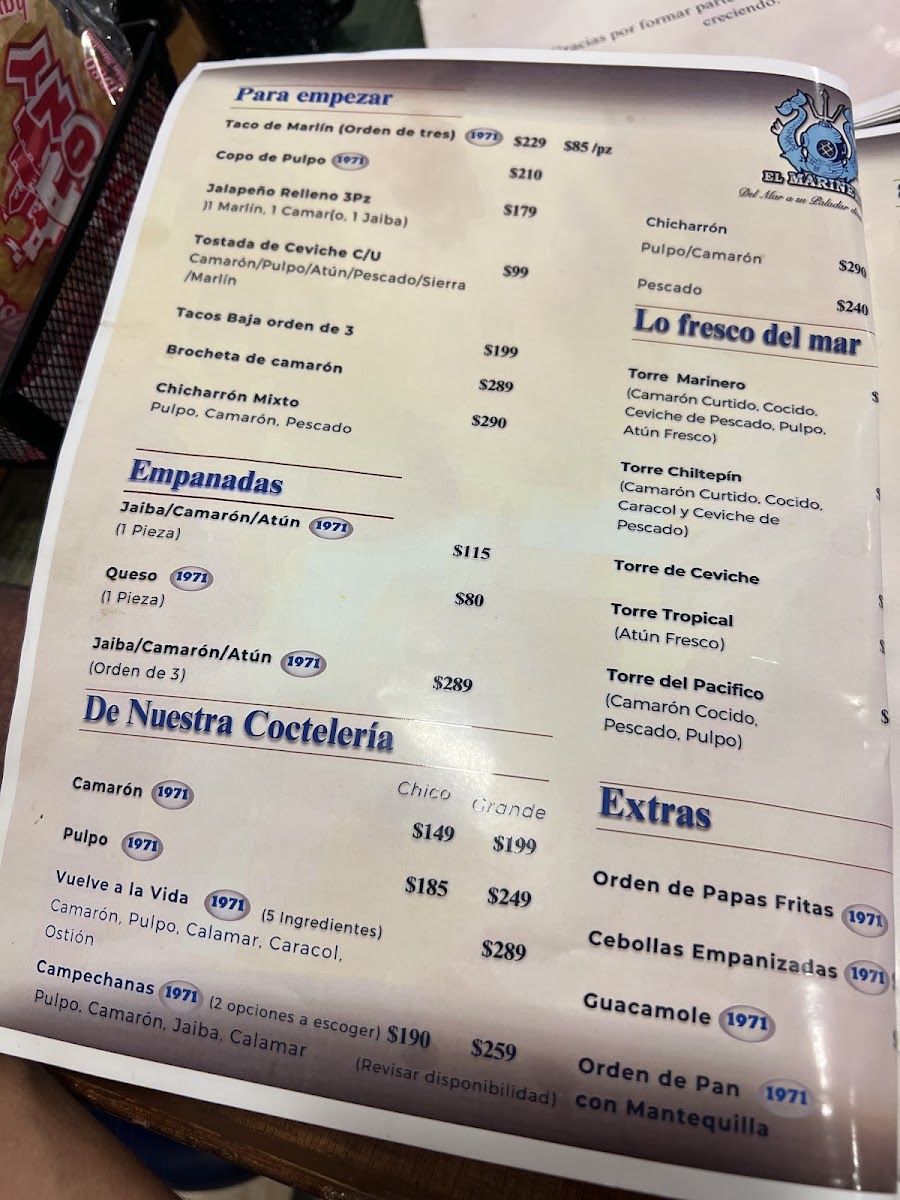 Gracias por formar parte
creciendo.
Para empezar
Taco de Marlín (Orden de tres) 1971 $229 $85 /pz
Copo de Pulpo 1971 $210
Jalapeño Relleno 3Pz
)1 Marlín, 1 Camar(o, 1 Jaiba) $179
Tostada de Ceviche C/U
Camarón/Pulpo/Atún/Pescado/Sierra $99
/Marlín
Tacos Baja orden de 3 $199
Brocheta de camarón $289
Chicharrón Mixto
Pulpo, Camarón, Pescado $290
Empanadas
Jaiba/Camarón/Atún 1971
(1 Pieza) $115
Queso 1971
(1 Pieza) $80
Jaiba/Camarón/Atún 1971
(Orden de 3) $289
De Nuestra Coctelería
Chico Grande
Camarón 1971 $149 $199
Pulpo 1971 $185 $249
Vuelve a la Vida 1971 (5 Ingredientes)
Camarón, Pulpo, Calamar, Caracol, $289
Ostión
Campechanas 1971 (2 opciones a escoger) $190 $259
Pulpo, Camarón, Jaiba, Calamar
(Revisar disponibilidad)
EL MARINE
Del Mar a su Paladar
Chicharrón
Pulpo/Camarón $290
Pescado $240
Lo fresco del mar
Torre Marinero $
(Camarón Curtido, Cocido,
Ceviche de Pescado, Pulpo,
Atún Fresco)
Torre Chiltepín
(Camarón Curtido, Cocido, $
Caracol y Ceviche de
Pescado)
Torre de Ceviche $
Torre Tropical
(Atún Fresco) $
Torre del Pacifico
(Camarón Cocido, $
Pescado, Pulpo)
Extras
Orden de Papas Fritas 1971
Cebollas Empanizadas 1971 $
Guacamole 1971
Orden de Pan 1971
con Mantequilla